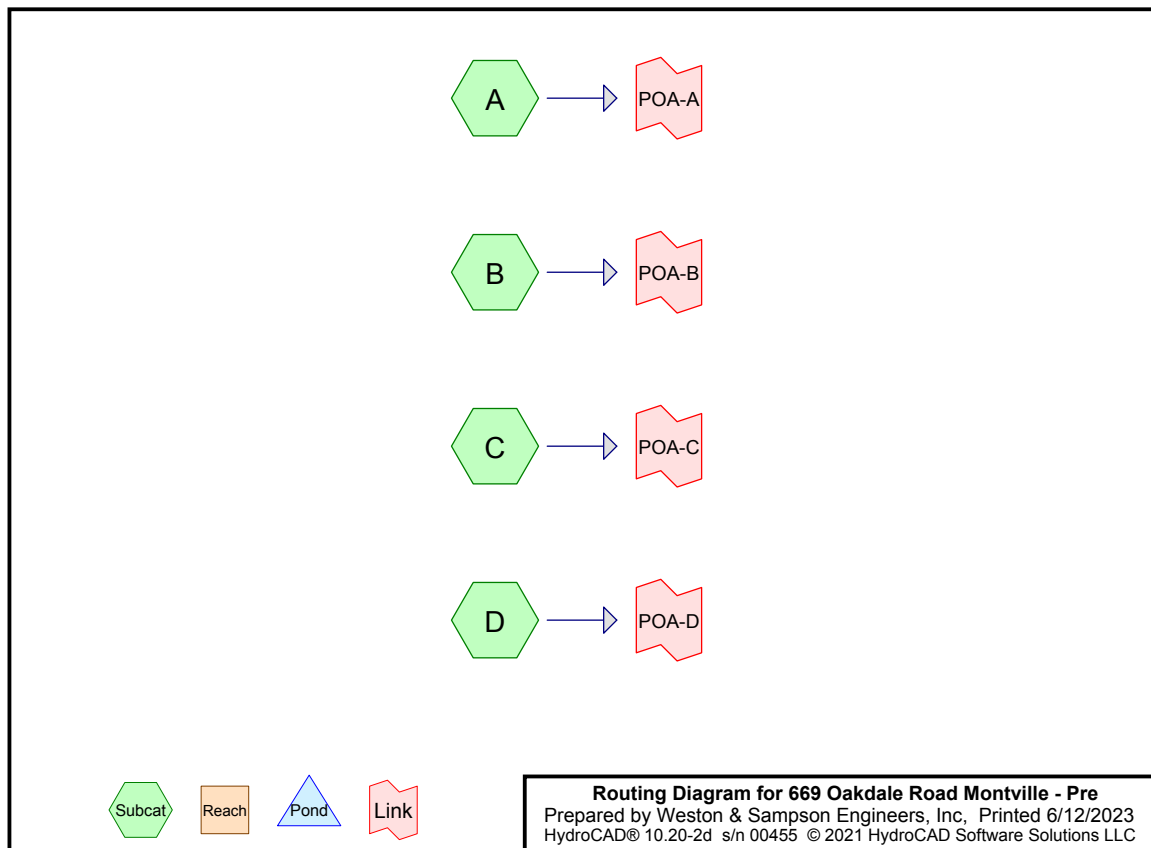 A
POA-A
B
POA-B
C
POA-C
D
POA-D
Subcat
Reach
Pond
Link
Routing Diagram for 669 Oakdale Road Montville - Pre
Prepared by Weston & Sampson Engineers, Inc, Printed 6/12/2023
HydroCAD® 10.20-2d s/n 00455 © 2021 HydroCAD Software Solutions LLC